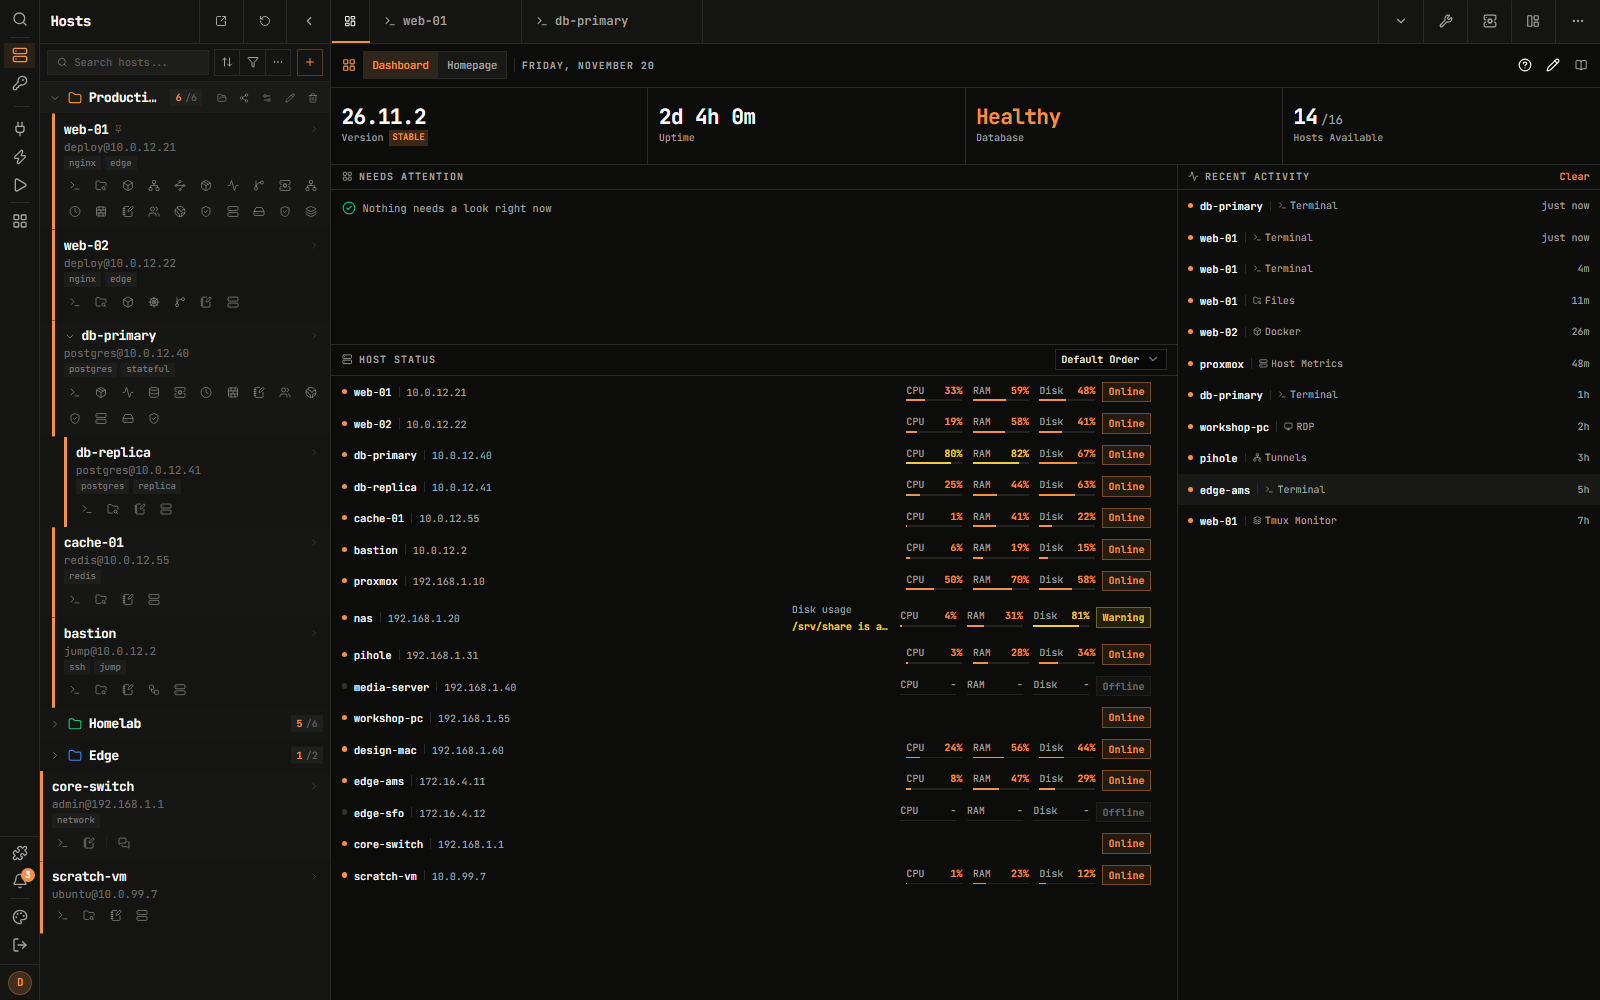 Hosts
web-01
db-primary
Search hosts...
Dashboard
Homepage
FRIDAY, NOVEMBER 20
Producti…
6 /6
web-01
deploy@10.0.12.21
nginx
edge
web-02
deploy@10.0.12.22
nginx
edge
db-primary
postgres@10.0.12.40
postgres
stateful
db-replica
postgres@10.0.12.41
postgres
replica
cache-01
redis@10.0.12.55
redis
bastion
jump@10.0.12.2
ssh
jump
Homelab
5 /6
Edge
1 /2
core-switch
admin@192.168.1.1
network
scratch-vm
ubuntu@10.0.99.7
3
D
26.11.2
Version STABLE
2d 4h 0m
Uptime
Healthy
Database
14 /16
Hosts Available
NEEDS ATTENTION
Nothing needs a look right now
HOST STATUS
Default Order
web-01 10.0.12.21 CPU 33% RAM 59% Disk 48% Online
web-02 10.0.12.22 CPU 19% RAM 58% Disk 41% Online
db-primary 10.0.12.40 CPU 80% RAM 82% Disk 67% Online
db-replica 10.0.12.41 CPU 25% RAM 44% Disk 63% Online
cache-01 10.0.12.55 CPU 1% RAM 41% Disk 22% Online
bastion 10.0.12.2 CPU 6% RAM 19% Disk 15% Online
proxmox 192.168.1.10 CPU 50% RAM 70% Disk 58% Online
nas 192.168.1.20 Disk usage /srv/share is a… CPU 4% RAM 31% Disk 81% Warning
pihole 192.168.1.31 CPU 3% RAM 28% Disk 34% Online
media-server 192.168.1.40 CPU - RAM - Disk - Offline
workshop-pc 192.168.1.55 Online
design-mac 192.168.1.60 CPU 24% RAM 56% Disk 44% Online
edge-ams 172.16.4.11 CPU 8% RAM 47% Disk 29% Online
edge-sfo 172.16.4.12 CPU - RAM - Disk - Offline
core-switch 192.168.1.1 Online
scratch-vm 10.0.99.7 CPU 1% RAM 23% Disk 12% Online
RECENT ACTIVITY
Clear
db-primary Terminal just now
web-01 Terminal just now
web-01 Terminal 4m
web-01 Files 11m
web-02 Docker 26m
proxmox Host Metrics 48m
db-primary Terminal 1h
workshop-pc RDP 2h
pihole Tunnels 3h
edge-ams Terminal 5h
web-01 Tmux Monitor 7h